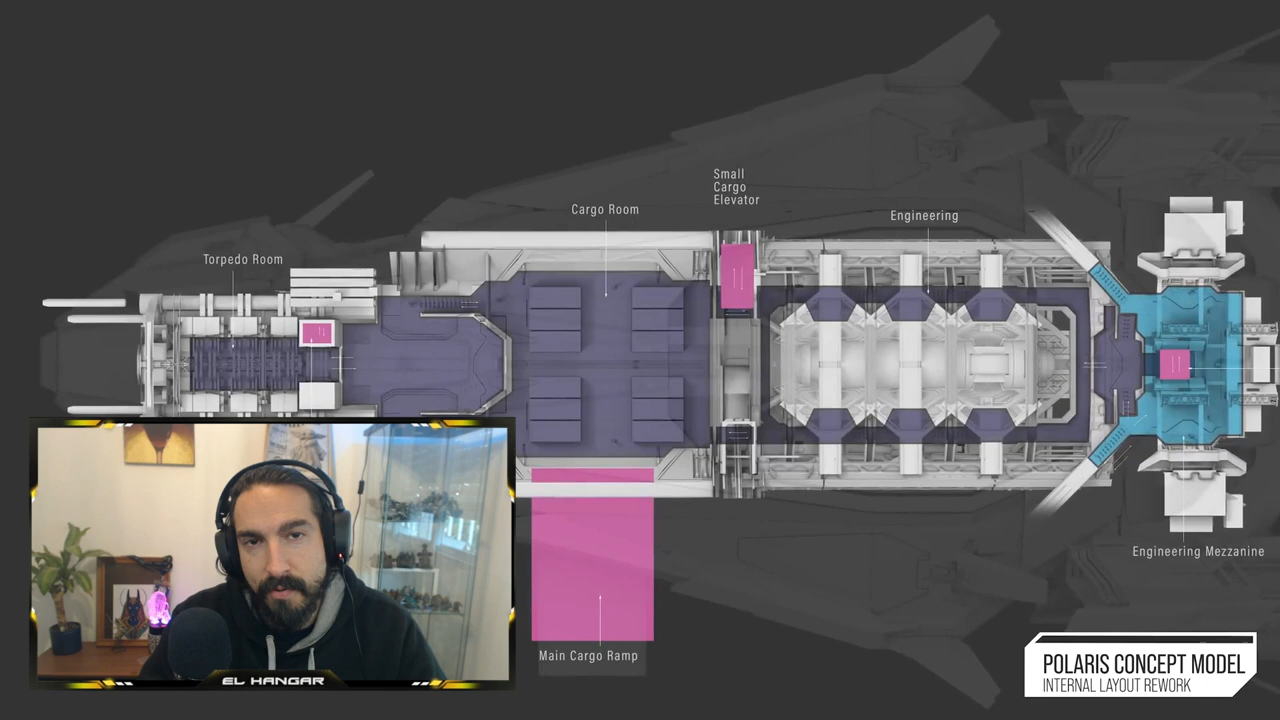 Small
Cargo
Elevator
Cargo Room
Engineering
Torpedo Room
Engineering Mezzanine
Main Cargo Ramp
POLARIS CONCEPT MODEL
INTERNAL LAYOUT REWORK
EL HANGAR